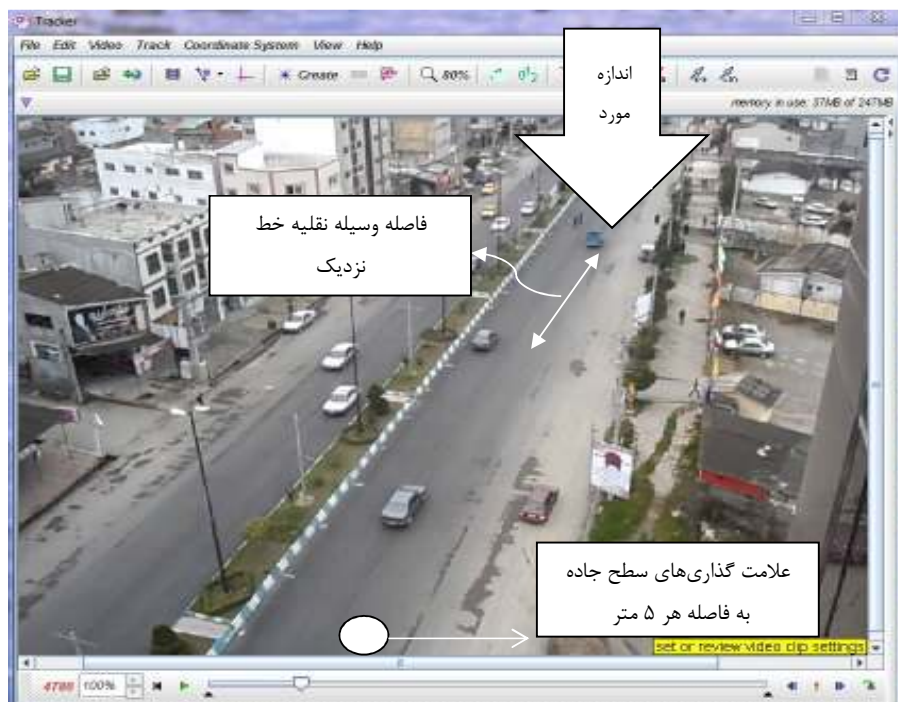 Tracker
File Edit Video Track Coordinate System View Help
Create 80%
memory in use: 37MB of 247MB
اندازه
مورد
فاصله وسیله نقلیه خط
نزدیک
علامت گذاری‌های سطح جاده
به فاصله هر ۵ متر
set or review video clip settings
4788 100%